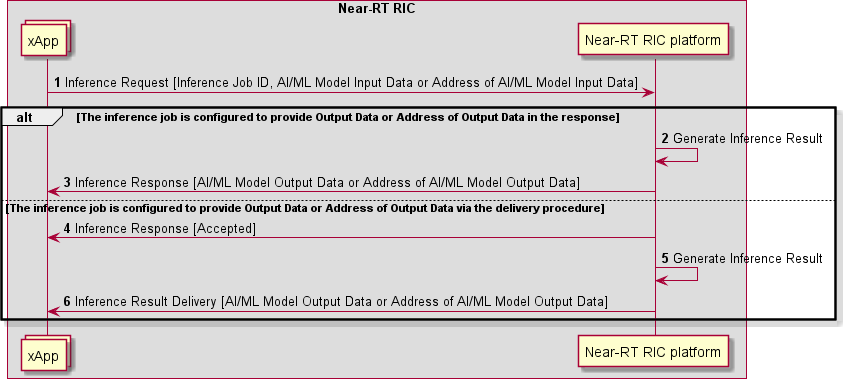 Near-RT RIC
xApp
Near-RT RIC platform
1 Inference Request [Inference Job ID, AI/ML Model Input Data or Address of AI/ML Model Input Data]
alt [The inference job is configured to provide Output Data or Address of Output Data in the response]
2 Generate Inference Result
3 Inference Response [AI/ML Model Output Data or Address of AI/ML Model Output Data]
[The inference job is configured to provide Output Data or Address of Output Data via the delivery procedure]
4 Inference Response [Accepted]
5 Generate Inference Result
6 Inference Result Delivery [AI/ML Model Output Data or Address of AI/ML Model Output Data]
xApp
Near-RT RIC platform